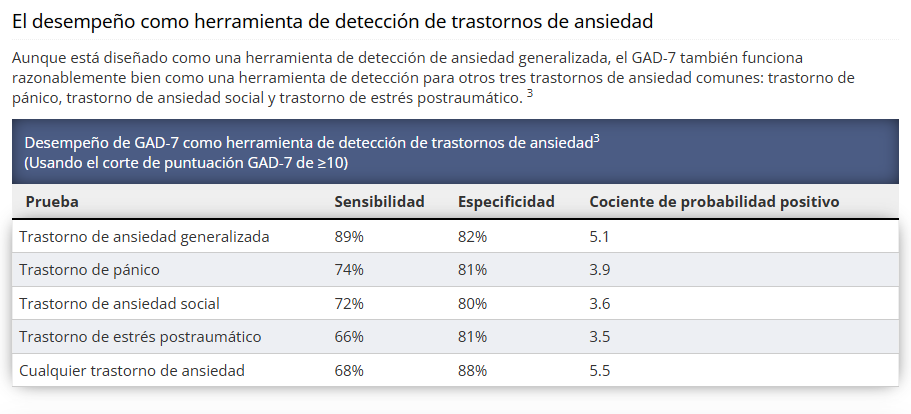 El desempeño como herramienta de detección de trastornos de ansiedad
Aunque está diseñado como una herramienta de detección de ansiedad generalizada, el GAD-7 también funciona
razonablemente bien como una herramienta de detección para otros tres trastornos de ansiedad comunes: trastorno de
pánico, trastorno de ansiedad social y trastorno de estrés postraumático. 3
Desempeño de GAD-7 como herramienta de detección de trastornos de ansiedad3
(Usando el corte de puntuación GAD-7 de ≥10)
Prueba Sensibilidad Especificidad Cociente de probabilidad positivo
Trastorno de ansiedad generalizada 89% 82% 5.1
Trastorno de pánico 74% 81% 3.9
Trastorno de ansiedad social 72% 80% 3.6
Trastorno de estrés postraumático 66% 81% 3.5
Cualquier trastorno de ansiedad 68% 88% 5.5